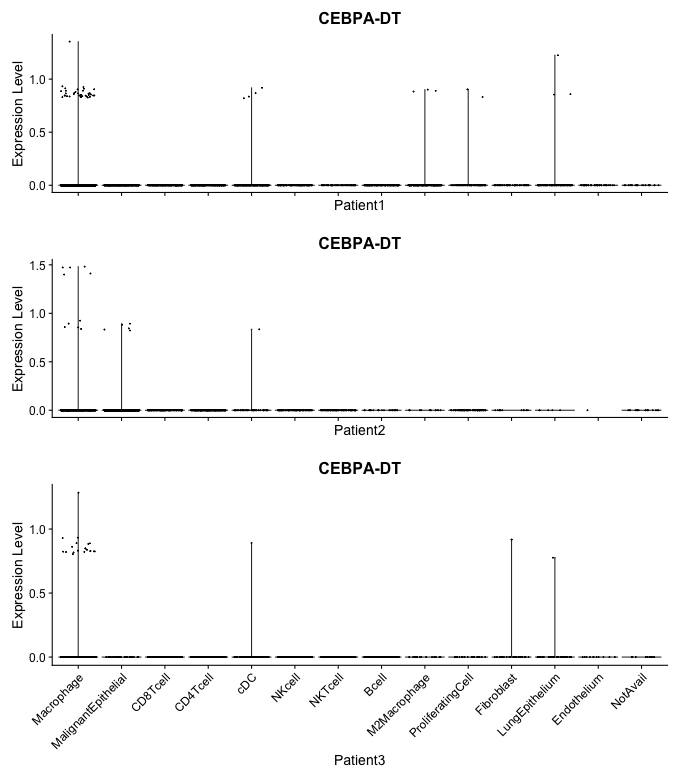 CEBPA-DT
Expression Level
1.0
0.5
0.0
Patient1
CEBPA-DT
Expression Level
1.5
1.0
0.5
0.0
Patient2
CEBPA-DT
Expression Level
1.0
0.5
0.0
Macrophage
MalignantEpithelial
CD8Tcell
CD4Tcell
cDC
NKcell
NKTcell
Bcell
M2Macrophage
ProliferatingCell
Fibroblast
LungEpithelium
Endothelium
NotAvail
Patient3